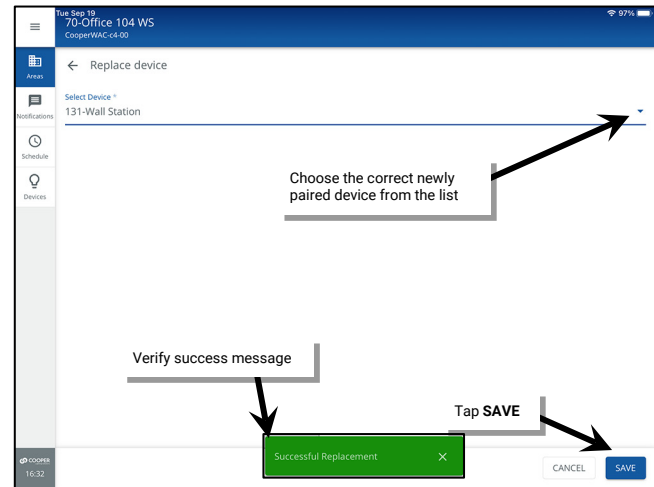 Tue Sep 19
97%
70-Office 104 WS
CooperWAC-c4-00
Areas
Replace device
Notifications
Select Device *
131-Wall Station
Schedule
Devices
Choose the correct newly
paired device from the list
Verify success message
Tap SAVE
Successful Replacement
CANCEL
SAVE
COOPER
16:32